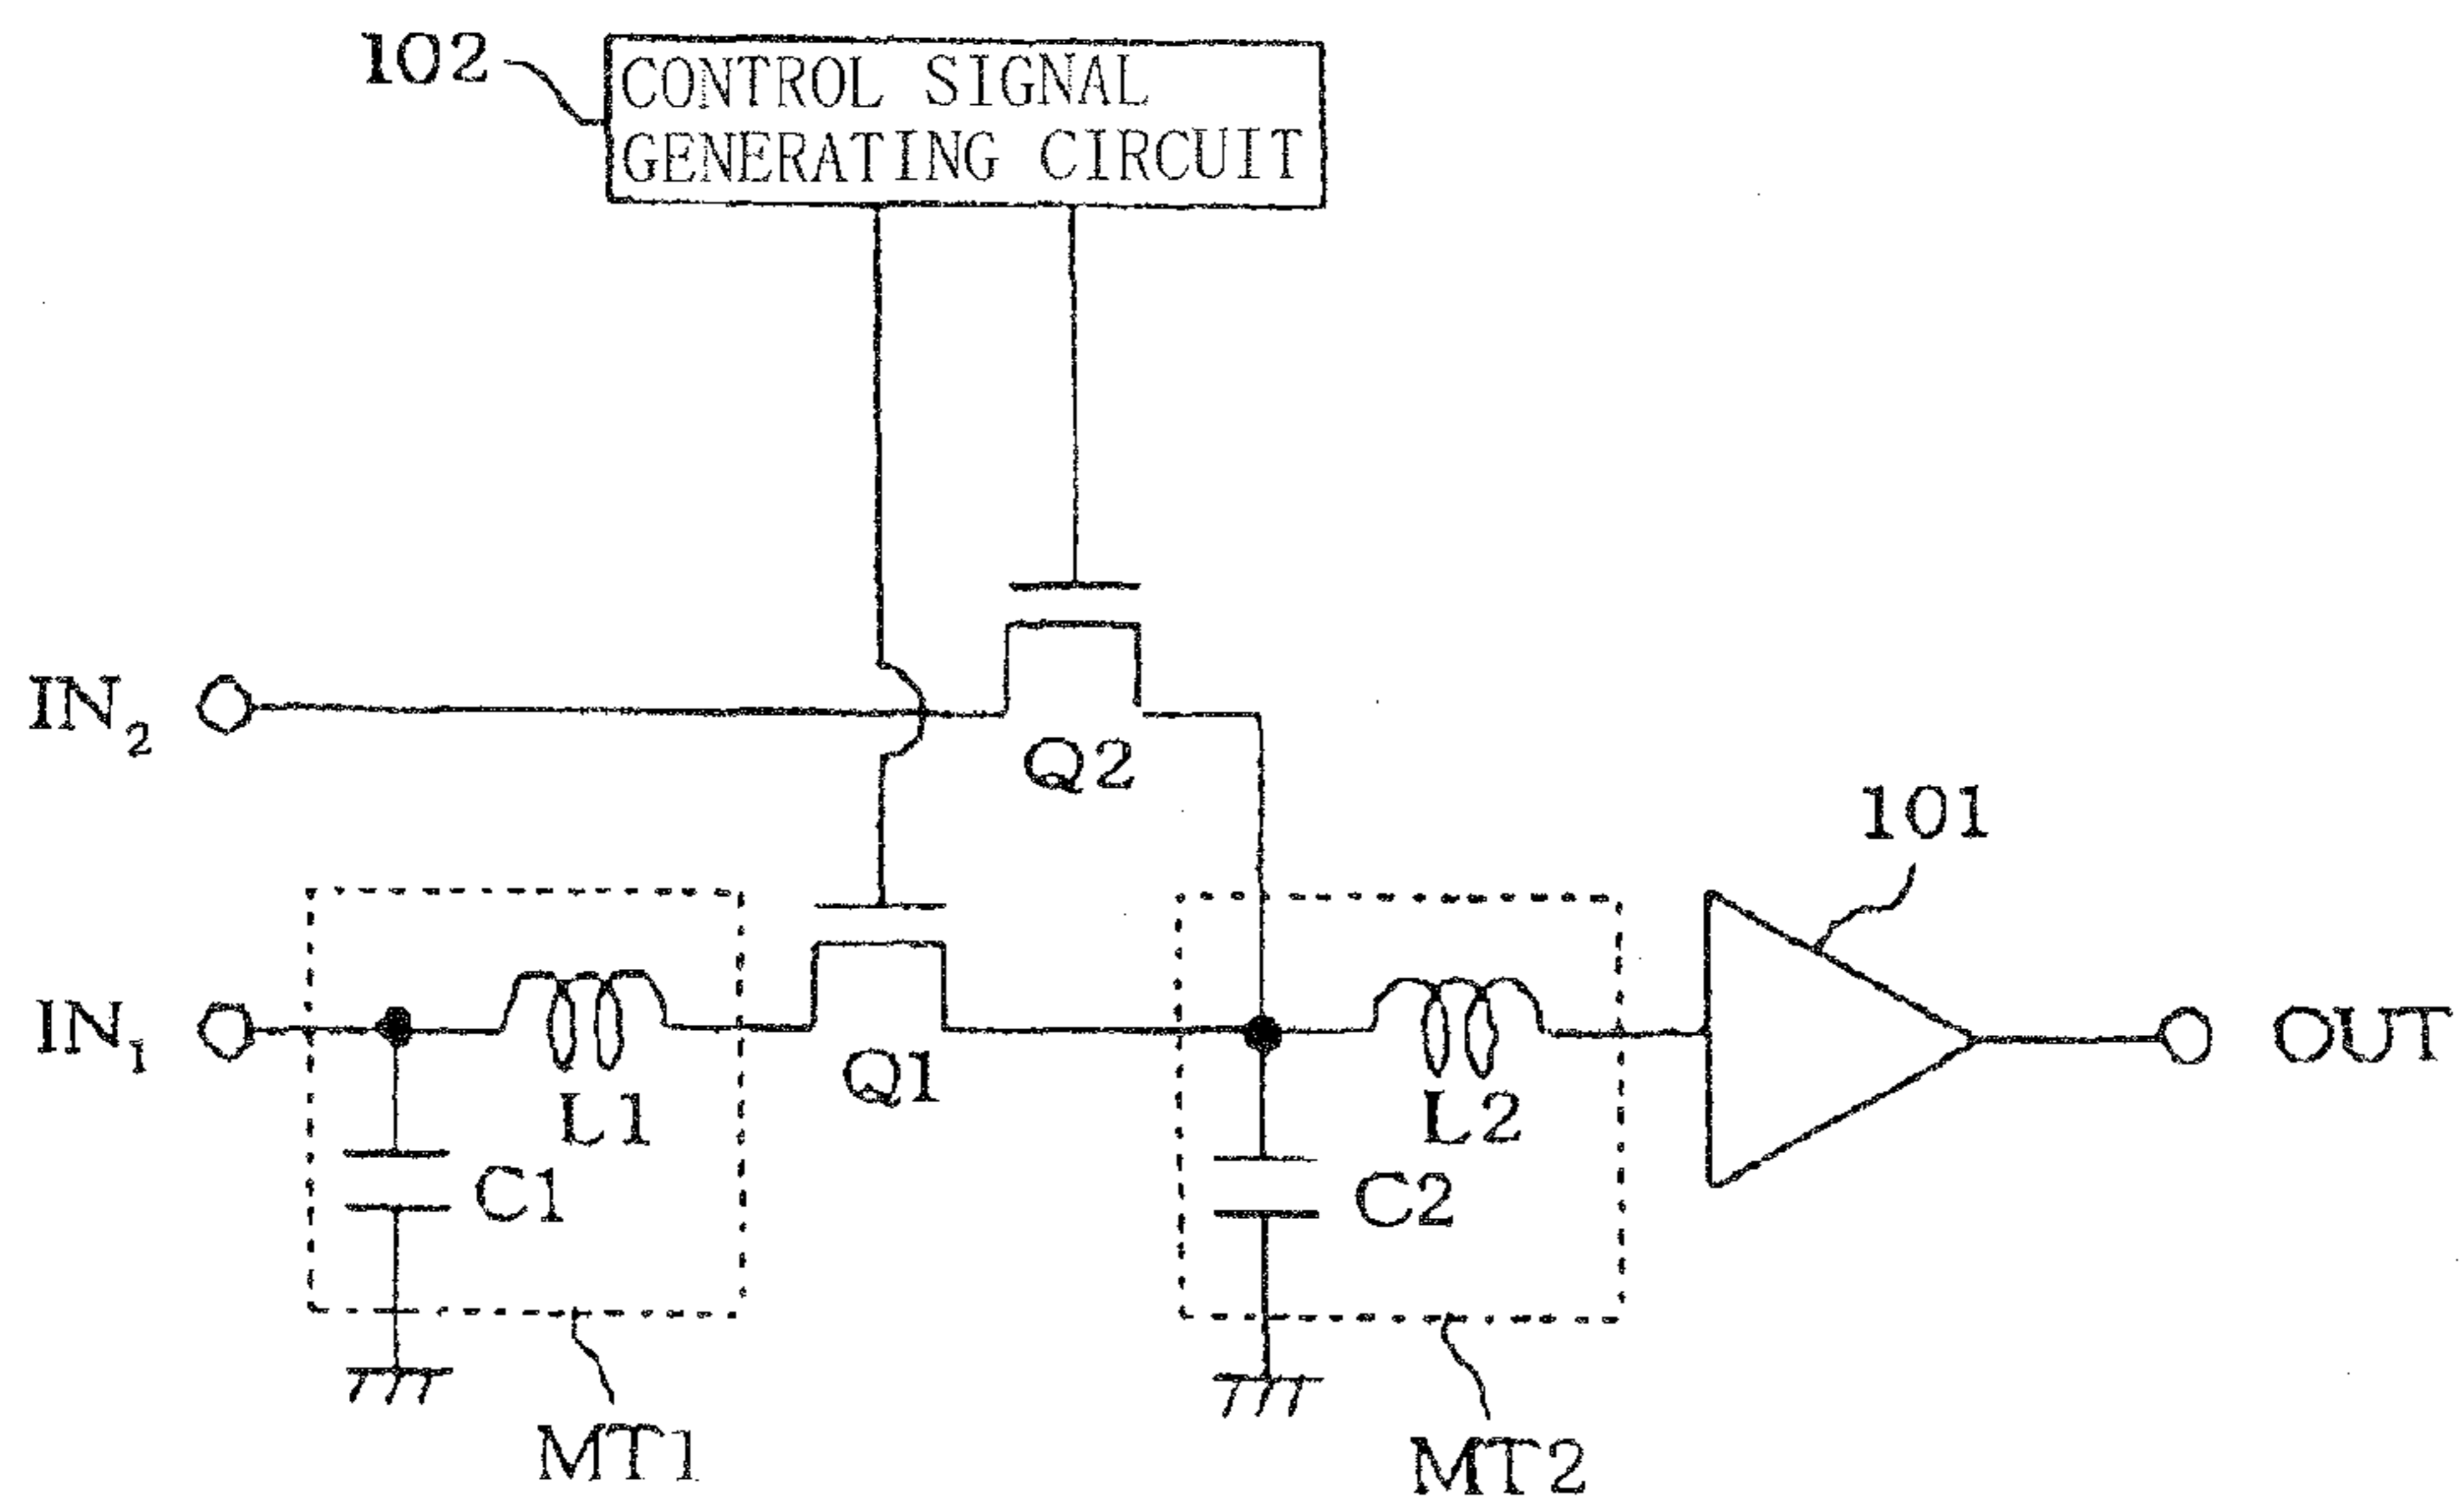 102
CONTROL SIGNAL
GENERATING CIRCUIT
IN2
Q2
101
IN1
L1
Q1
L2
OUT
C1
C2
MT1
MT2